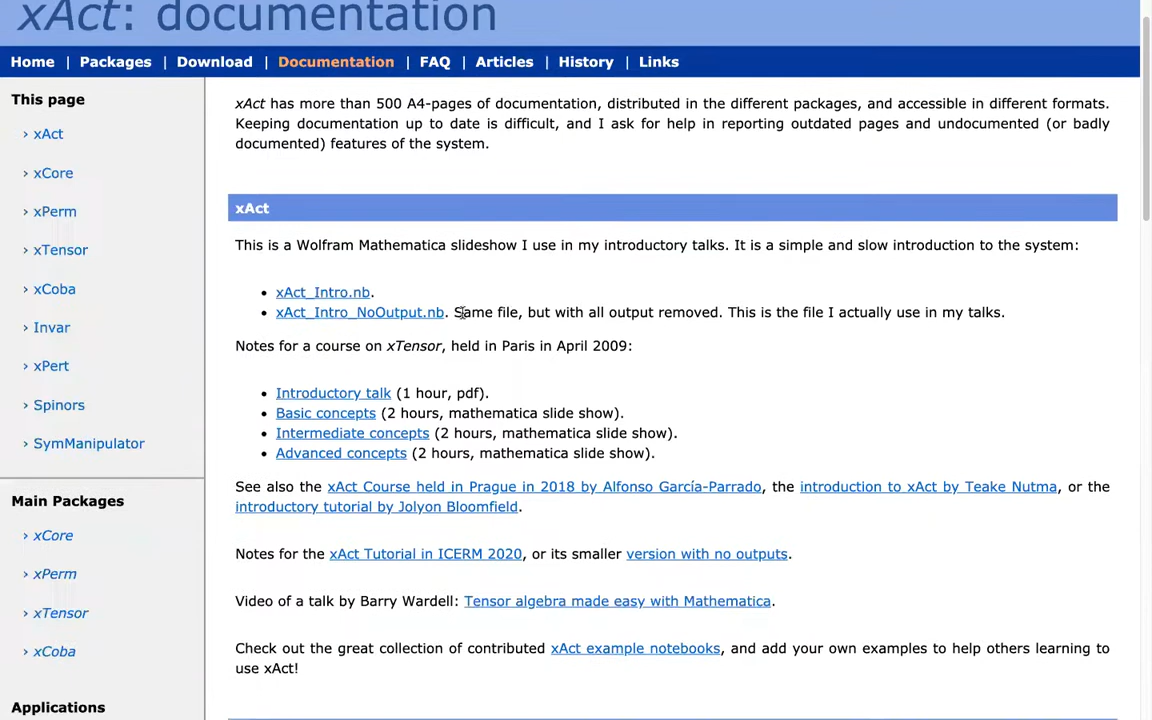 xAct: documentation
Home | Packages | Download | Documentation | FAQ | Articles | History | Links
This page
› xAct
› xCore
› xPerm
› xTensor
› xCoba
› Invar
› xPert
› Spinors
› SymManipulator
Main Packages
› xCore
› xPerm
› xTensor
› xCoba
Applications
xAct has more than 500 A4-pages of documentation, distributed in the different packages, and accessible in different formats.
Keeping documentation up to date is difficult, and I ask for help in reporting outdated pages and undocumented (or badly
documented) features of the system.
xAct
This is a Wolfram Mathematica slideshow I use in my introductory talks. It is a simple and slow introduction to the system:
• xAct_Intro.nb.
• xAct_Intro_NoOutput.nb. Same file, but with all output removed. This is the file I actually use in my talks.
Notes for a course on xTensor, held in Paris in April 2009:
• Introductory talk (1 hour, pdf).
• Basic concepts (2 hours, mathematica slide show).
• Intermediate concepts (2 hours, mathematica slide show).
• Advanced concepts (2 hours, mathematica slide show).
See also the xAct Course held in Prague in 2018 by Alfonso García-Parrado, the introduction to xAct by Teake Nutma, or the
introductory tutorial by Jolyon Bloomfield.
Notes for the xAct Tutorial in ICERM 2020, or its smaller version with no outputs.
Video of a talk by Barry Wardell: Tensor algebra made easy with Mathematica.
Check out the great collection of contributed xAct example notebooks, and add your own examples to help others learning to
use xAct!